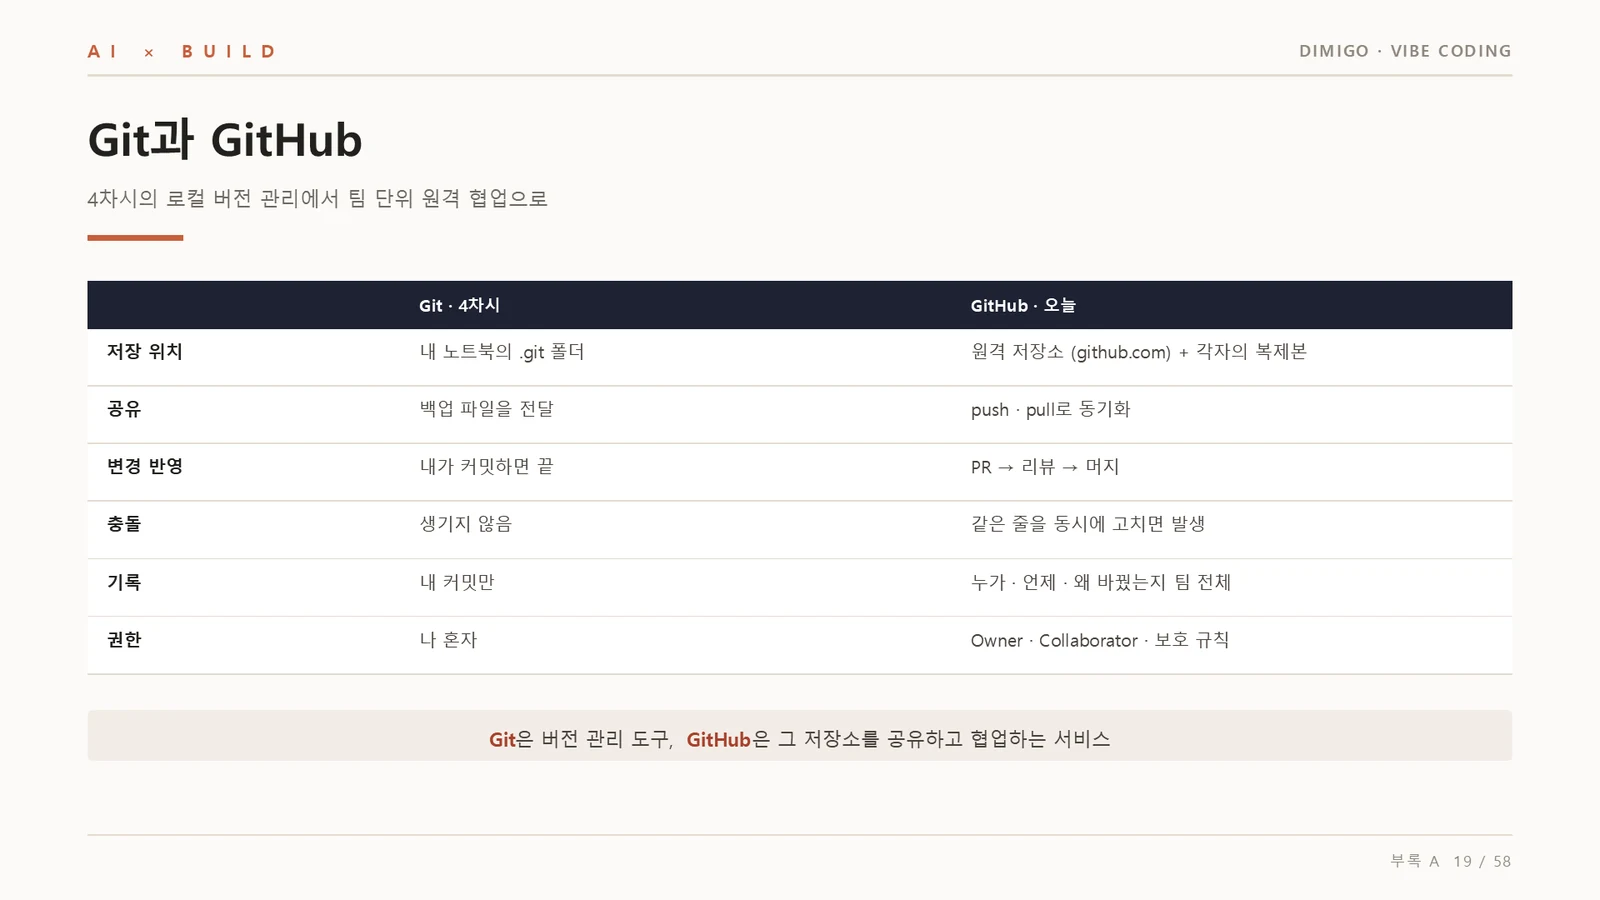 AI × BUILD
DIMIGO · VIBE CODING
Git과 GitHub
4차시의 로컬 버전 관리에서 팀 단위 원격 협업으로
Git · 4차시 GitHub · 오늘
저장 위치 내 노트북의 .git 폴더 원격 저장소 (github.com) + 각자의 복제본
공유 백업 파일을 전달 push · pull로 동기화
변경 반영 내가 커밋하면 끝 PR → 리뷰 → 머지
충돌 생기지 않음 같은 줄을 동시에 고치면 발생
기록 내 커밋만 누가 · 언제 · 왜 바꿨는지 팀 전체
권한 나 혼자 Owner · Collaborator · 보호 규칙
Git은 버전 관리 도구, GitHub은 그 저장소를 공유하고 협업하는 서비스
부록 A 19 / 58